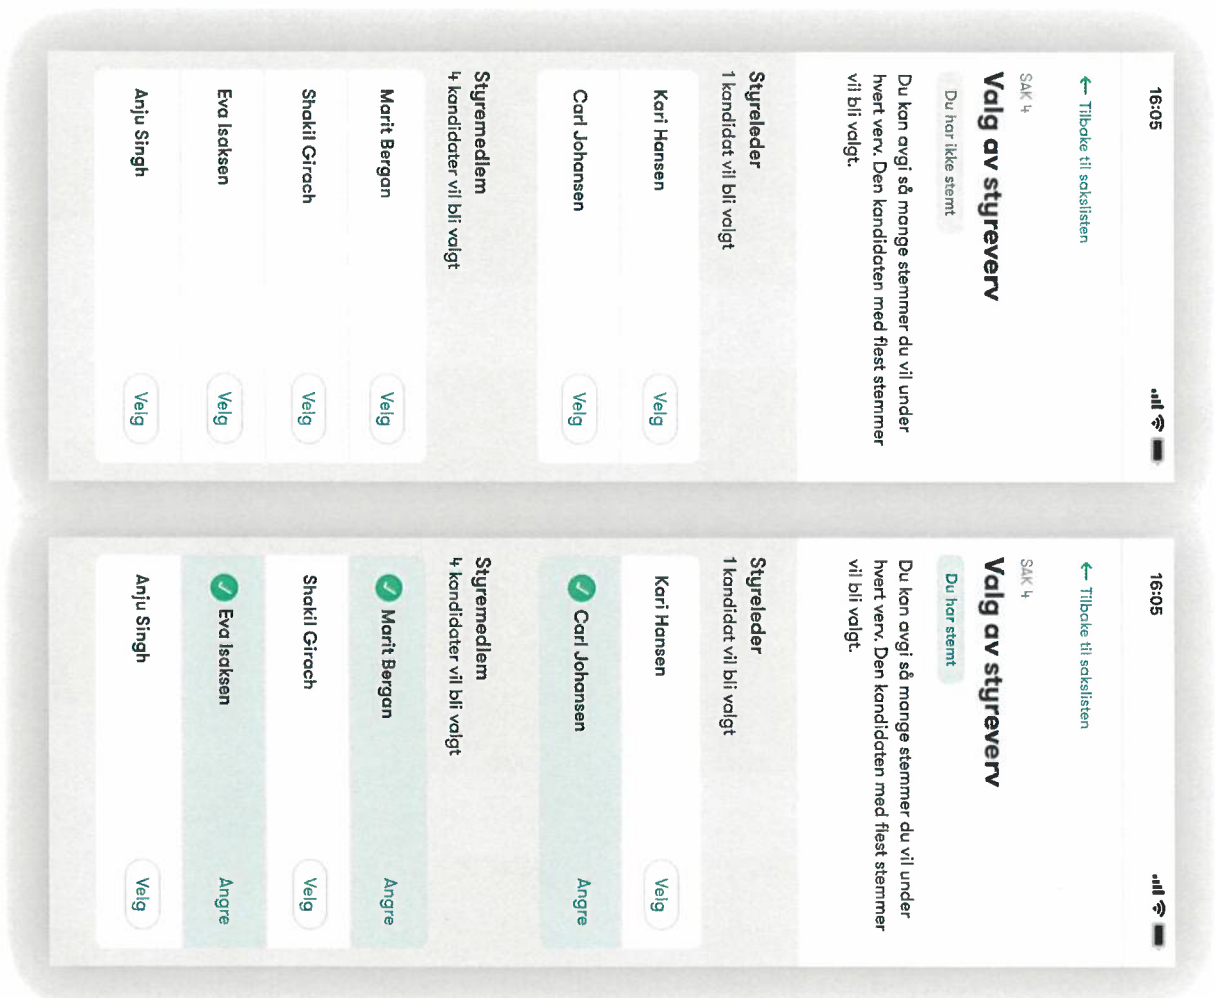 16:05
← Tilbake til sakslisten
SAK 4
Valg av styreverv
Du har ikke stemt
Du kan avgi så mange stemmer du vil under
hvert verv. Den kandidaten med flest stemmer
vil bli valgt.
Styreleder
1 kandidat vil bli valgt
Kari Hansen
Velg
Carl Johansen
Velg
Styremedlem
4 kandidater vil bli valgt
Marit Bergan
Velg
Shakil Girach
Velg
Eva Isaksen
Velg
Anju Singh
Velg
16:05
← Tilbake til sakslisten
SAK 4
Valg av styreverv
Du har stemt
Du kan avgi så mange stemmer du vil under
hvert verv. Den kandidaten med flest stemmer
vil bli valgt.
Styreleder
1 kandidat vil bli valgt
Kari Hansen
Velg
Carl Johansen
Angre
Styremedlem
4 kandidater vil bli valgt
Marit Bergan
Angre
Shakil Girach
Velg
Eva Isaksen
Angre
Anju Singh
Velg